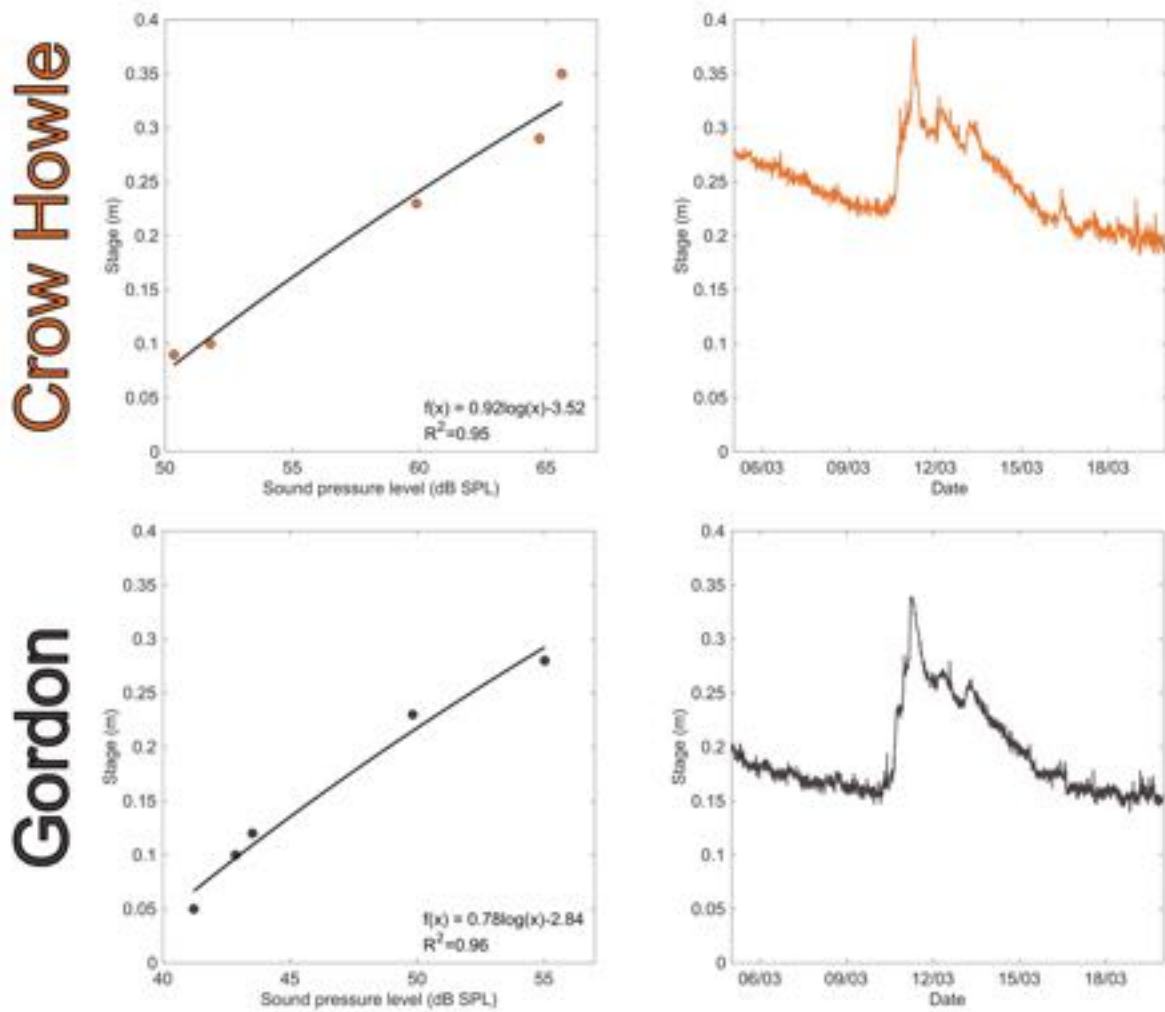 Crow Howle
0.4
0.35
0.3
0.25
0.2
0.15
0.1
0.05
0
Stage (m)
50 55 60 65
Sound pressure level (dB SPL)
f(x) = 0.92log(x)-3.52
R²=0.95
0.4
0.35
0.3
0.25
0.2
0.15
0.1
0.05
0
Stage (m)
06/03 09/03 12/03 15/03 18/03
Date
Gordon
0.4
0.35
0.3
0.25
0.2
0.15
0.1
0.05
0
Stage (m)
40 45 50 55
Sound pressure level (dB SPL)
f(x) = 0.78log(x)-2.84
R²=0.96
0.4
0.35
0.3
0.25
0.2
0.15
0.1
0.05
0
Stage (m)
06/03 09/03 12/03 15/03 18/03
Date